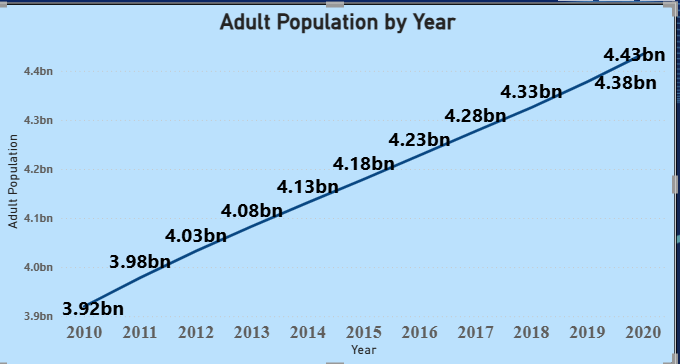 Adult Population by Year
Adult Population
4.4bn
4.3bn
4.2bn
4.1bn
4.0bn
3.9bn
3.92bn
3.98bn
4.03bn
4.08bn
4.13bn
4.18bn
4.23bn
4.28bn
4.33bn
4.38bn
4.43bn
2010 2011 2012 2013 2014 2015 2016 2017 2018 2019 2020
Year